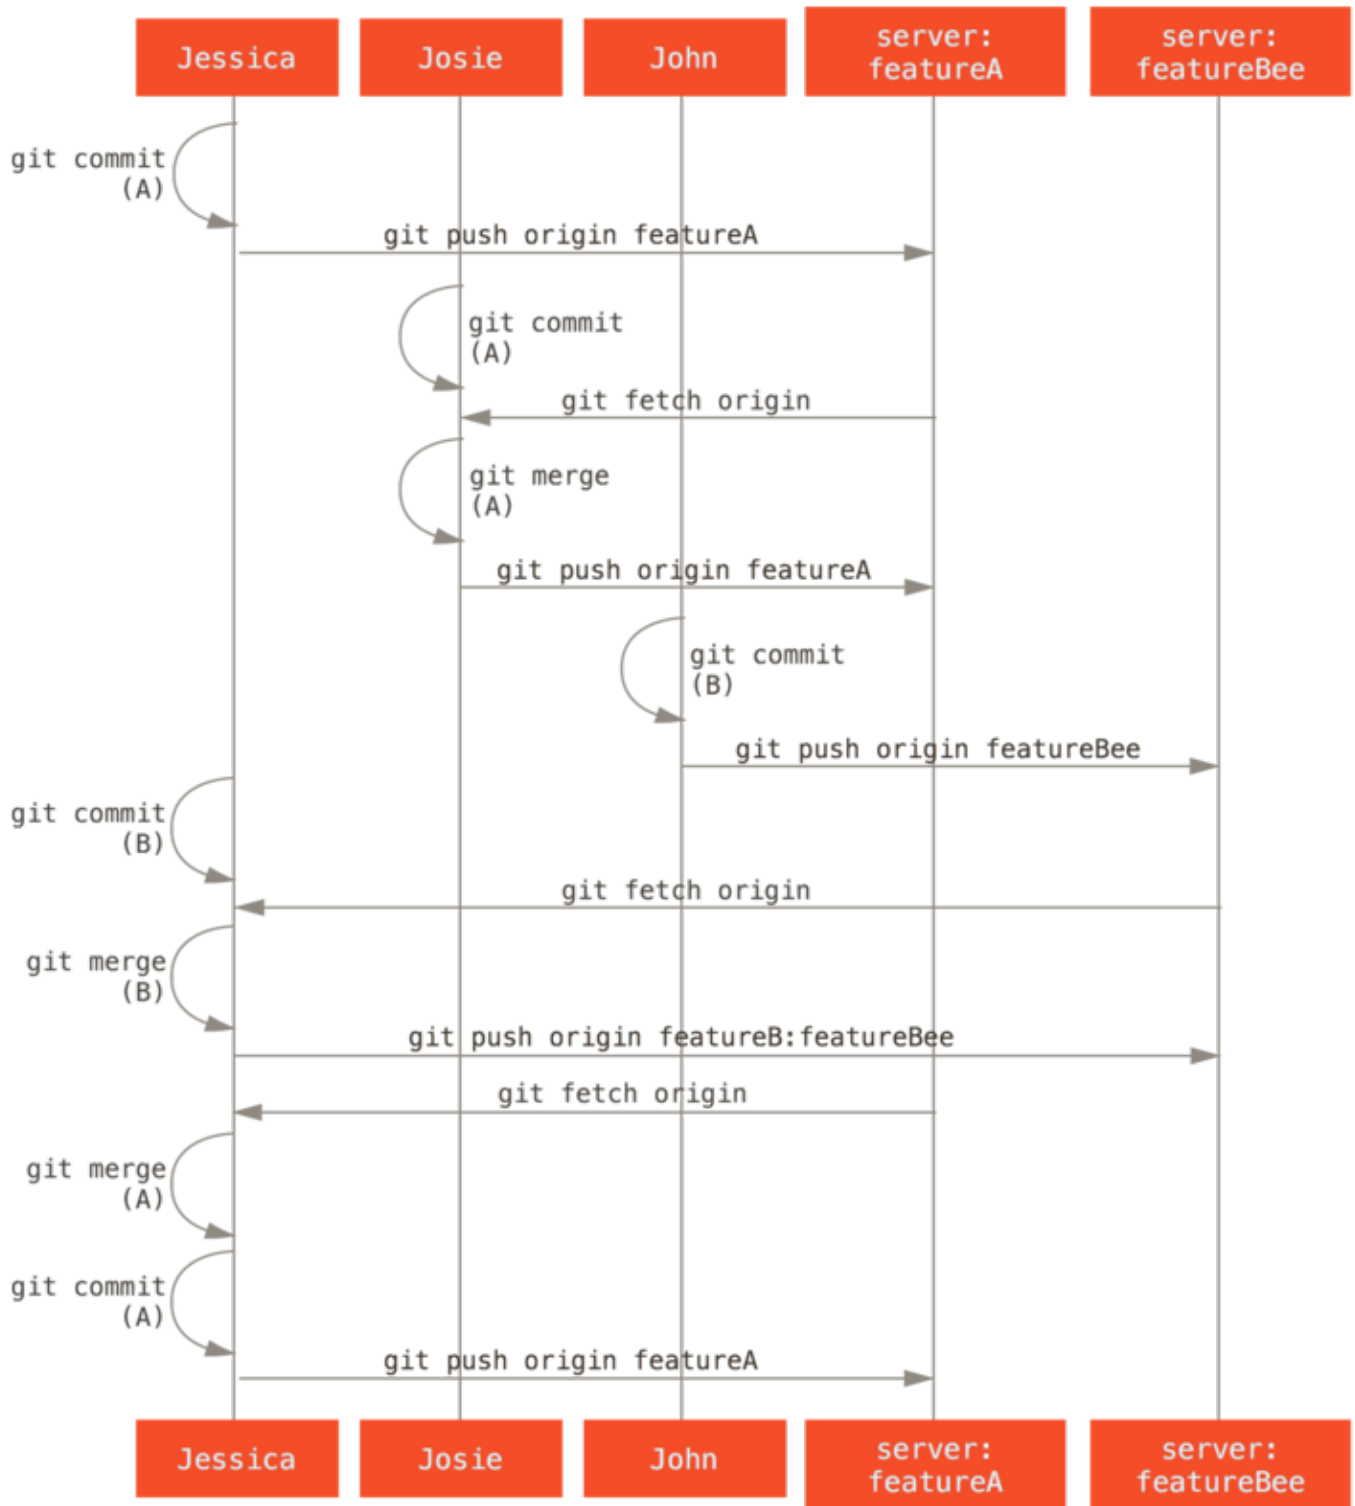 Jessica
Josie
John
server:
featureA
server:
featureBee
git commit
(A)
git push origin featureA
git commit
(A)
git fetch origin
git merge
(A)
git push origin featureA
git commit
(B)
git push origin featureBee
git commit
(B)
git fetch origin
git merge
(B)
git push origin featureB:featureBee
git fetch origin
git merge
(A)
git commit
(A)
git push origin featureA
Jessica
Josie
John
server:
featureA
server:
featureBee